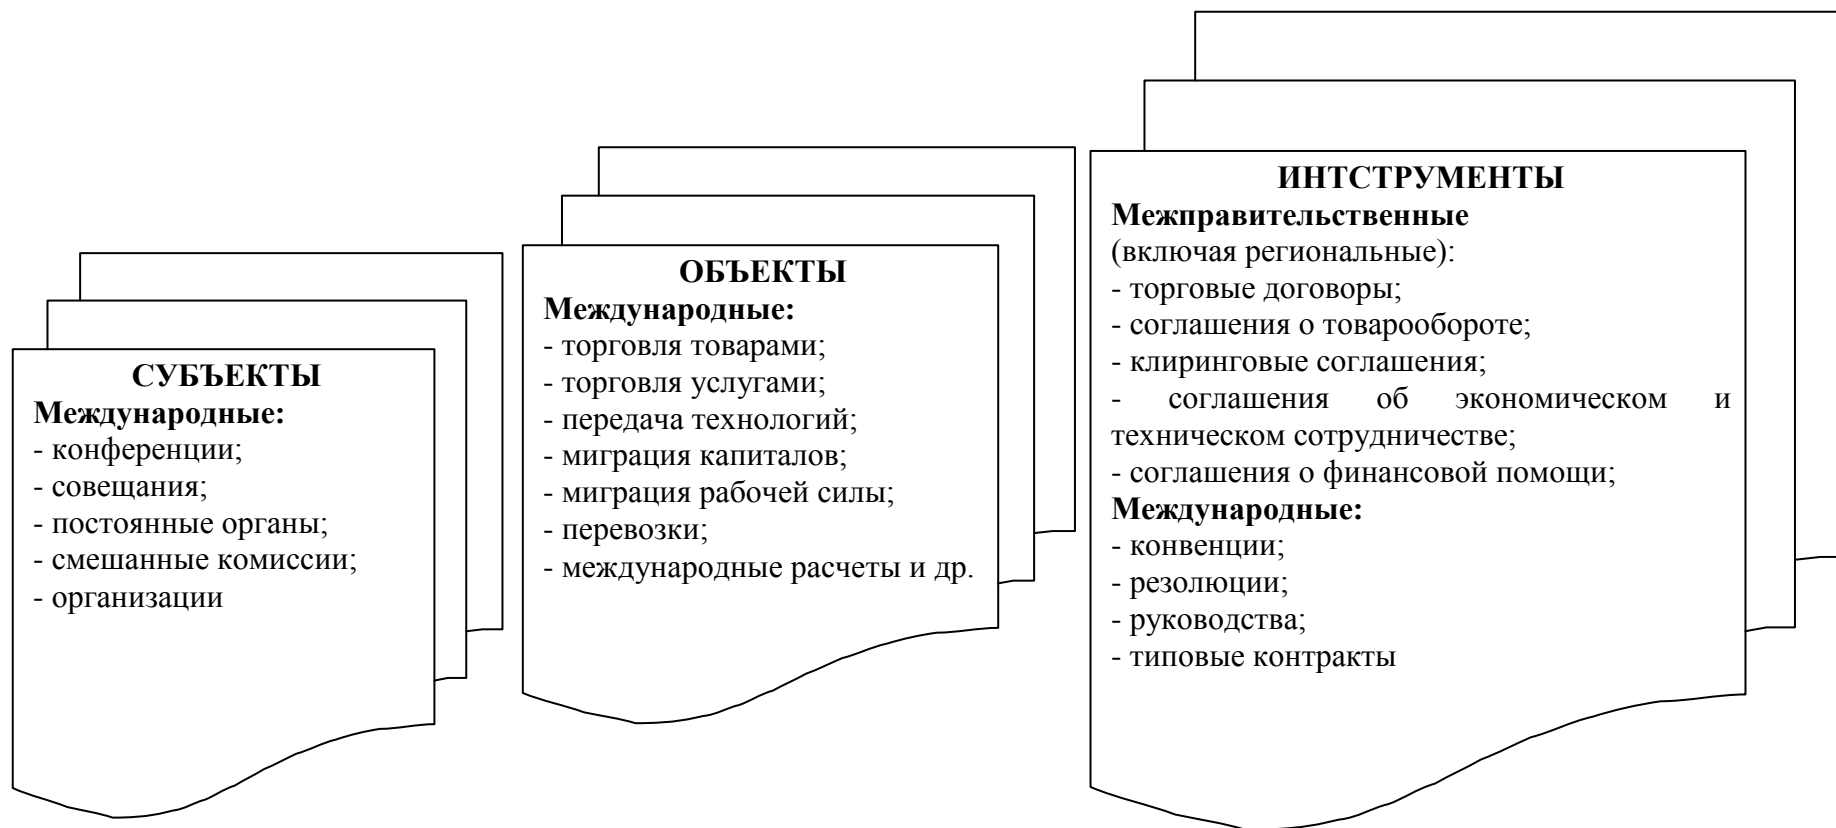 СУБЪЕКТЫ
Международные:
- конференции;
- совещания;
- постоянные органы;
- смешанные комиссии;
- организации
ОБЪЕКТЫ
Международные:
- торговля товарами;
- торговля услугами;
- передача технологий;
- миграция капиталов;
- миграция рабочей силы;
- перевозки;
- международные расчеты и др.
ИНТСТРУМЕНТЫ
Межправительственные
(включая региональные):
- торговые договоры;
- соглашения о товарообороте;
- клиринговые соглашения;
- соглашения об экономическом и
техническом сотрудничестве;
- соглашения о финансовой помощи;
Международные:
- конвенции;
- резолюции;
- руководства;
- типовые контракты